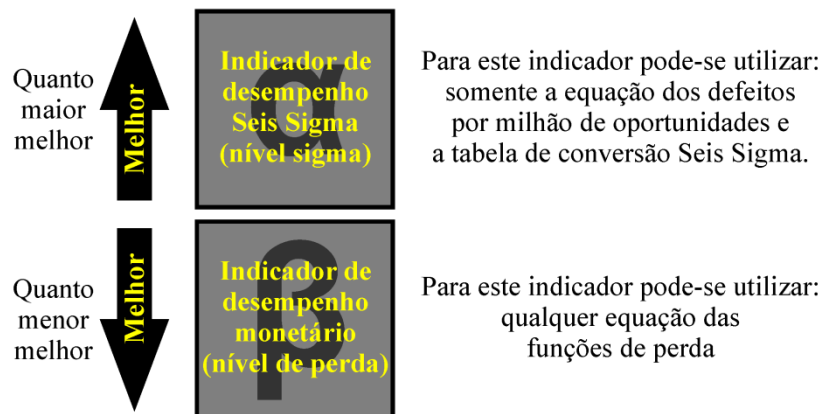 Quanto
maior
melhor
Melhor
α
Indicador de
desempenho
Seis Sigma
(nível sigma)
Para este indicador pode-se utilizar:
somente a equação dos defeitos
por milhão de oportunidades e
a tabela de conversão Seis Sigma.
Quanto
menor
melhor
Melhor
β
Indicador de
desempenho
monetário
(nível de perda)
Para este indicador pode-se utilizar:
qualquer equação das
funções de perda